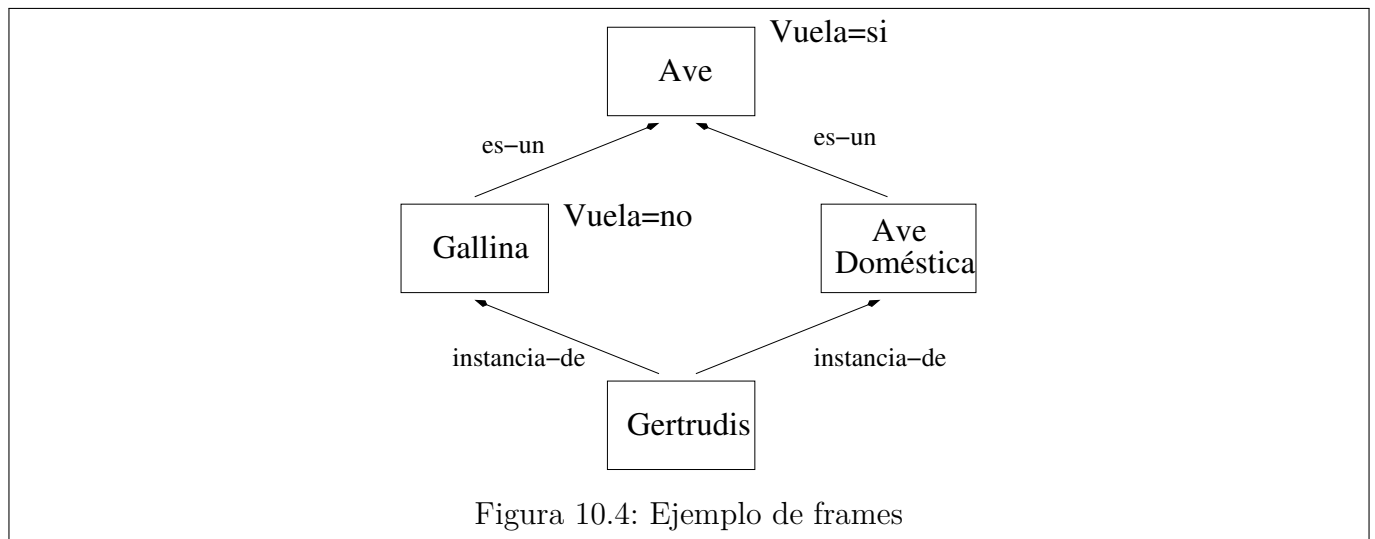 Vuela=si
Ave
es−un
es−un
Vuela=no
Gallina
Ave
Doméstica
instancia−de
instancia−de
Gertrudis
Figura 10.4: Ejemplo de frames